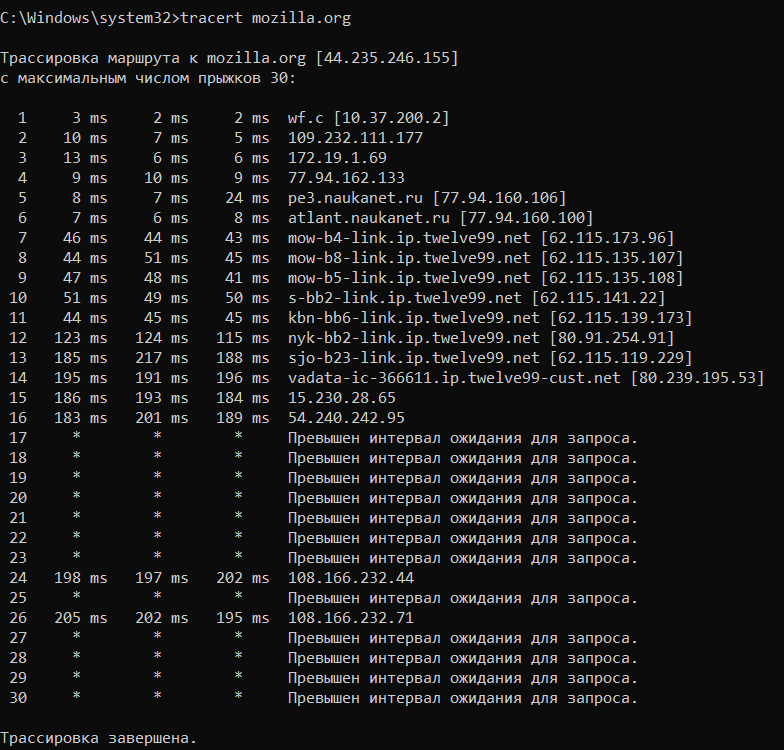 C:\Windows\system32>tracert mozilla.org
Трассировка маршрута к mozilla.org [44.235.246.155]
с максимальным числом прыжков 30:
1 3 ms 2 ms 2 ms wf.c [10.37.200.2]
2 10 ms 7 ms 5 ms 109.232.111.177
3 13 ms 6 ms 6 ms 172.19.1.69
4 9 ms 10 ms 9 ms 77.94.162.133
5 8 ms 7 ms 24 ms pe3.naukanet.ru [77.94.160.106]
6 7 ms 6 ms 8 ms atlant.naukanet.ru [77.94.160.100]
7 46 ms 44 ms 43 ms mow-b4-link.ip.twelve99.net [62.115.173.96]
8 44 ms 51 ms 45 ms mow-b8-link.ip.twelve99.net [62.115.135.107]
9 47 ms 48 ms 41 ms mow-b5-link.ip.twelve99.net [62.115.135.108]
10 51 ms 49 ms 50 ms s-bb2-link.ip.twelve99.net [62.115.141.22]
11 44 ms 45 ms 45 ms kbn-bb6-link.ip.twelve99.net [62.115.139.173]
12 123 ms 124 ms 115 ms nyk-bb2-link.ip.twelve99.net [80.91.254.91]
13 185 ms 217 ms 188 ms sjo-b23-link.ip.twelve99.net [62.115.119.229]
14 195 ms 191 ms 196 ms vadata-ic-366611.ip.twelve99-cust.net [80.239.195.53]
15 186 ms 193 ms 184 ms 15.230.28.65
16 183 ms 201 ms 189 ms 54.240.242.95
17 * * * Превышен интервал ожидания для запроса.
18 * * * Превышен интервал ожидания для запроса.
19 * * * Превышен интервал ожидания для запроса.
20 * * * Превышен интервал ожидания для запроса.
21 * * * Превышен интервал ожидания для запроса.
22 * * * Превышен интервал ожидания для запроса.
23 * * * Превышен интервал ожидания для запроса.
24 198 ms 197 ms 202 ms 108.166.232.44
25 * * * Превышен интервал ожидания для запроса.
26 205 ms 202 ms 195 ms 108.166.232.71
27 * * * Превышен интервал ожидания для запроса.
28 * * * Превышен интервал ожидания для запроса.
29 * * * Превышен интервал ожидания для запроса.
30 * * * Превышен интервал ожидания для запроса.
Трассировка завершена.